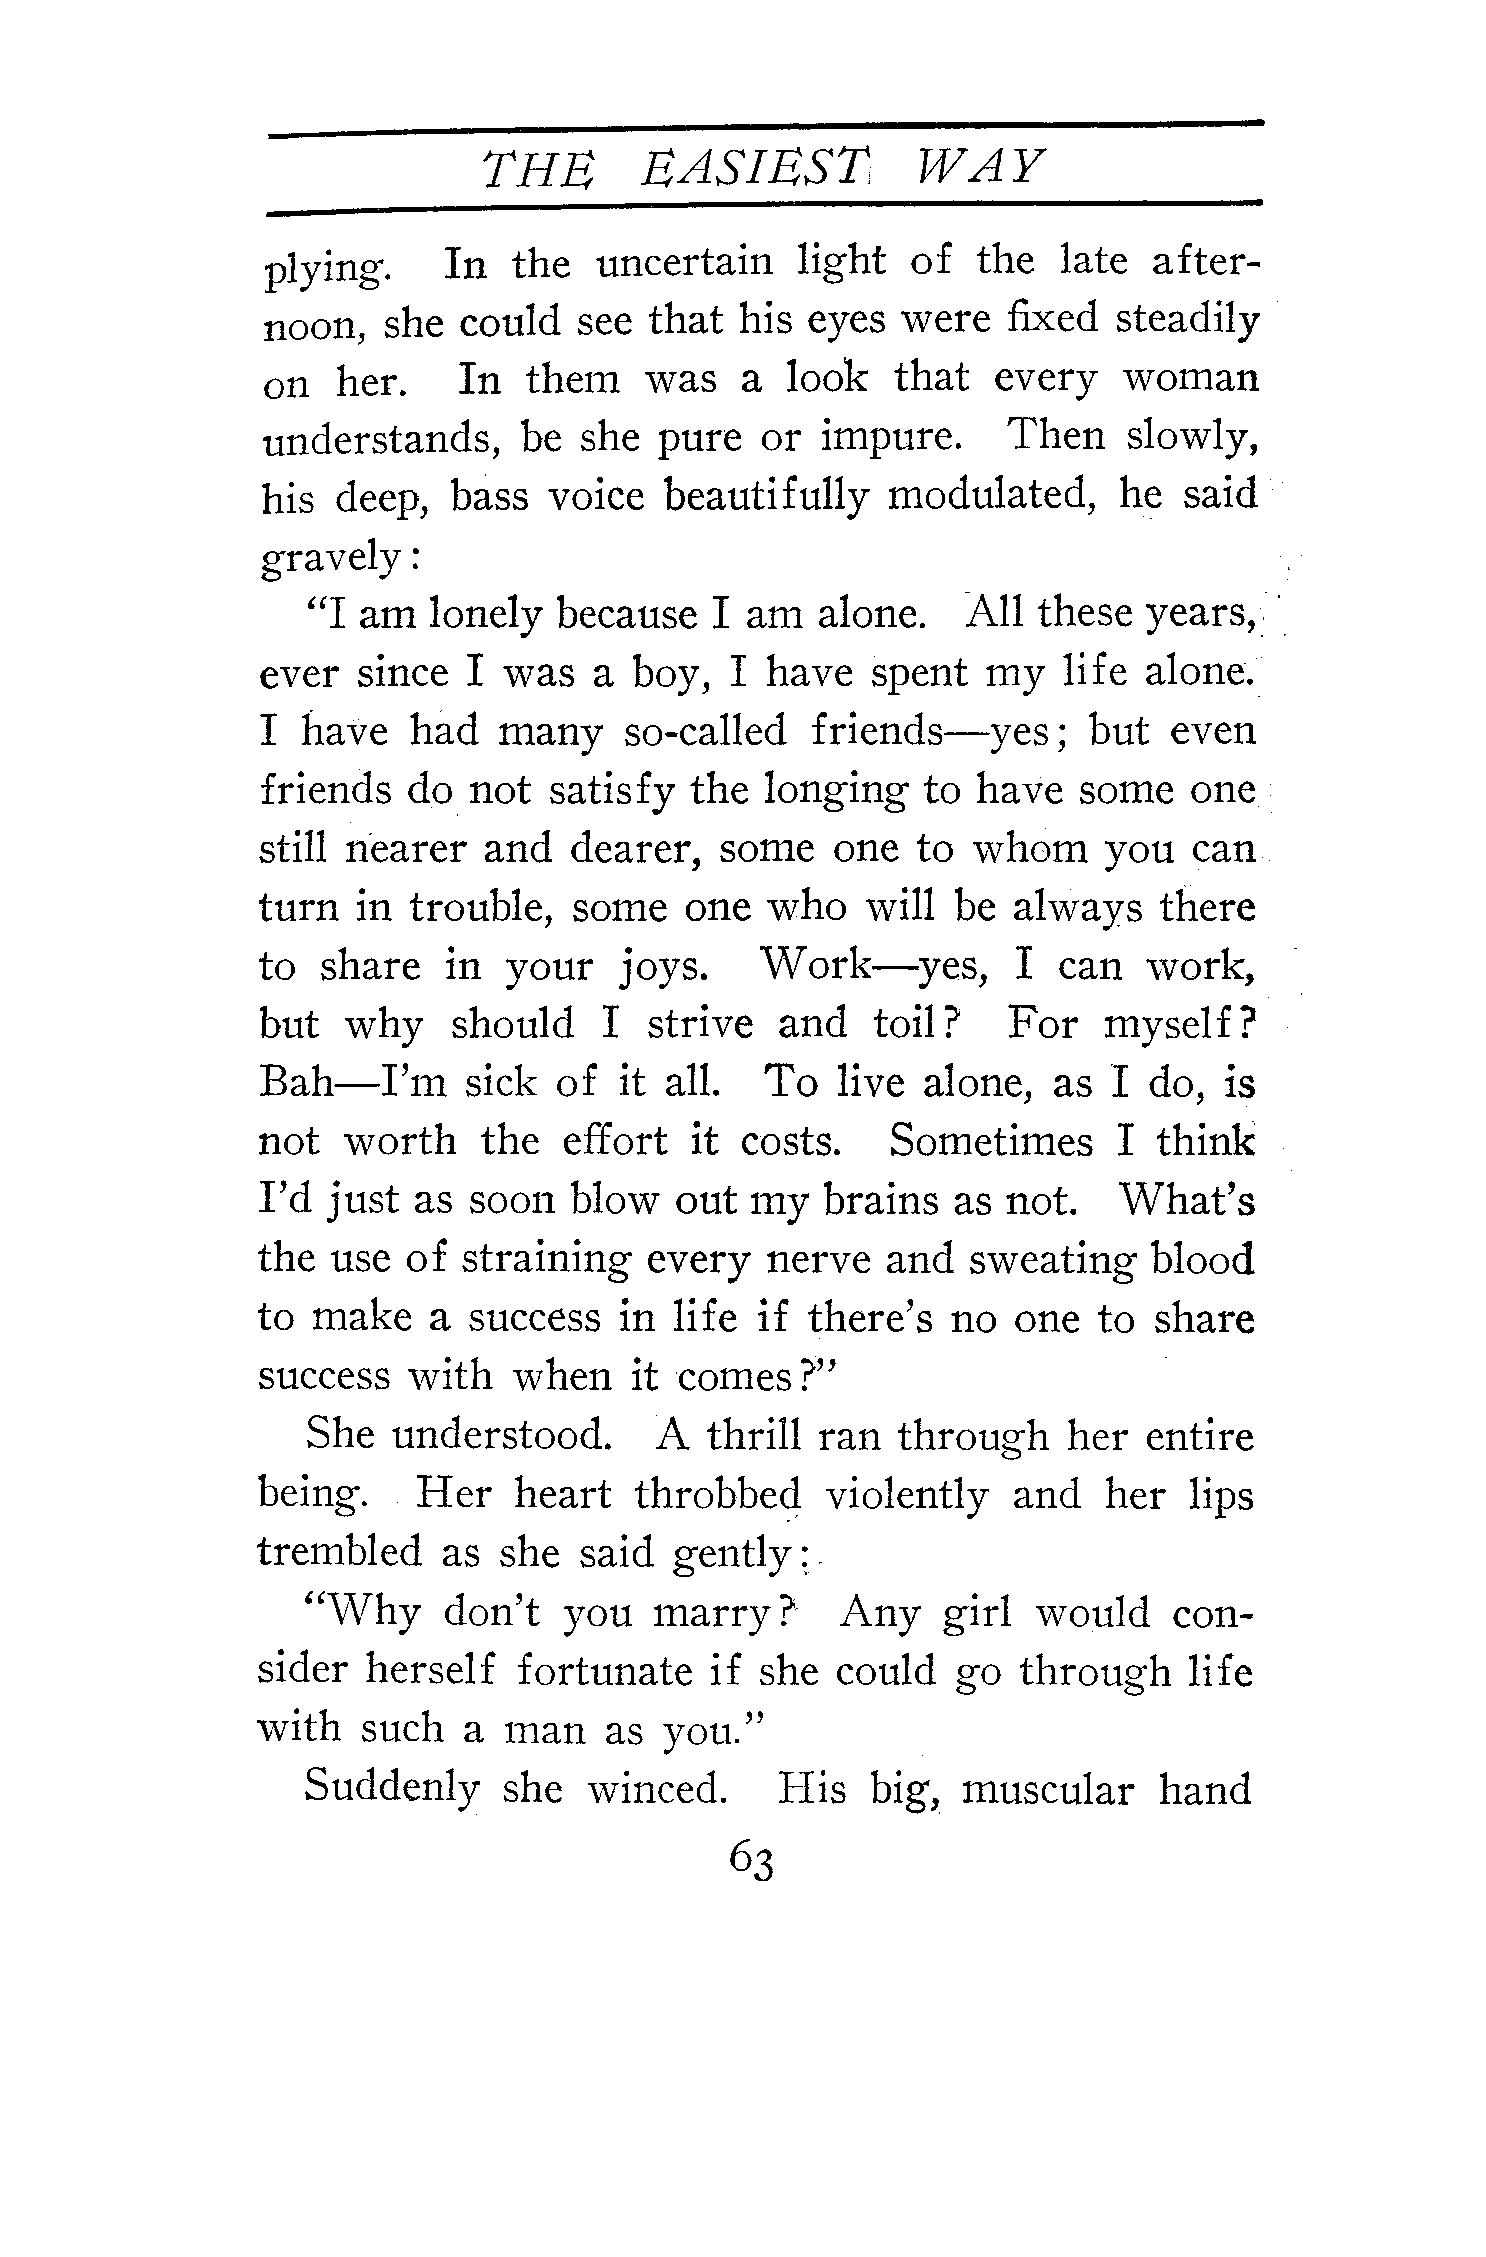 THE EASIEST WAY
plying. In the uncertain light of the late after-
noon, she could see that his eyes were fixed steadily
on her. In them was a look that every woman
understands, be she pure or impure. Then slowly,
his deep, bass voice beautifully modulated, he said
gravely:
"I am lonely because I am alone. All these years,
ever since I was a boy, I have spent my life alone.
I have had many so-called friends—yes; but even
friends do not satisfy the longing to have some one
still nearer and dearer, some one to whom you can
turn in trouble, some one who will be always there
to share in your joys. Work—yes, I can work,
but why should I strive and toil? For myself?
Bah—I'm sick of it all. To live alone, as I do, is
not worth the effort it costs. Sometimes I think
I'd just as soon blow out my brains as not. What's
the use of straining every nerve and sweating blood
to make a success in life if there's no one to share
success with when it comes?"
She understood. A thrill ran through her entire
being. Her heart throbbed violently and her lips
trembled as she said gently:
"Why don't you marry? Any girl would con-
sider herself fortunate if she could go through life
with such a man as you."
Suddenly she winced. His big, muscular hand
63